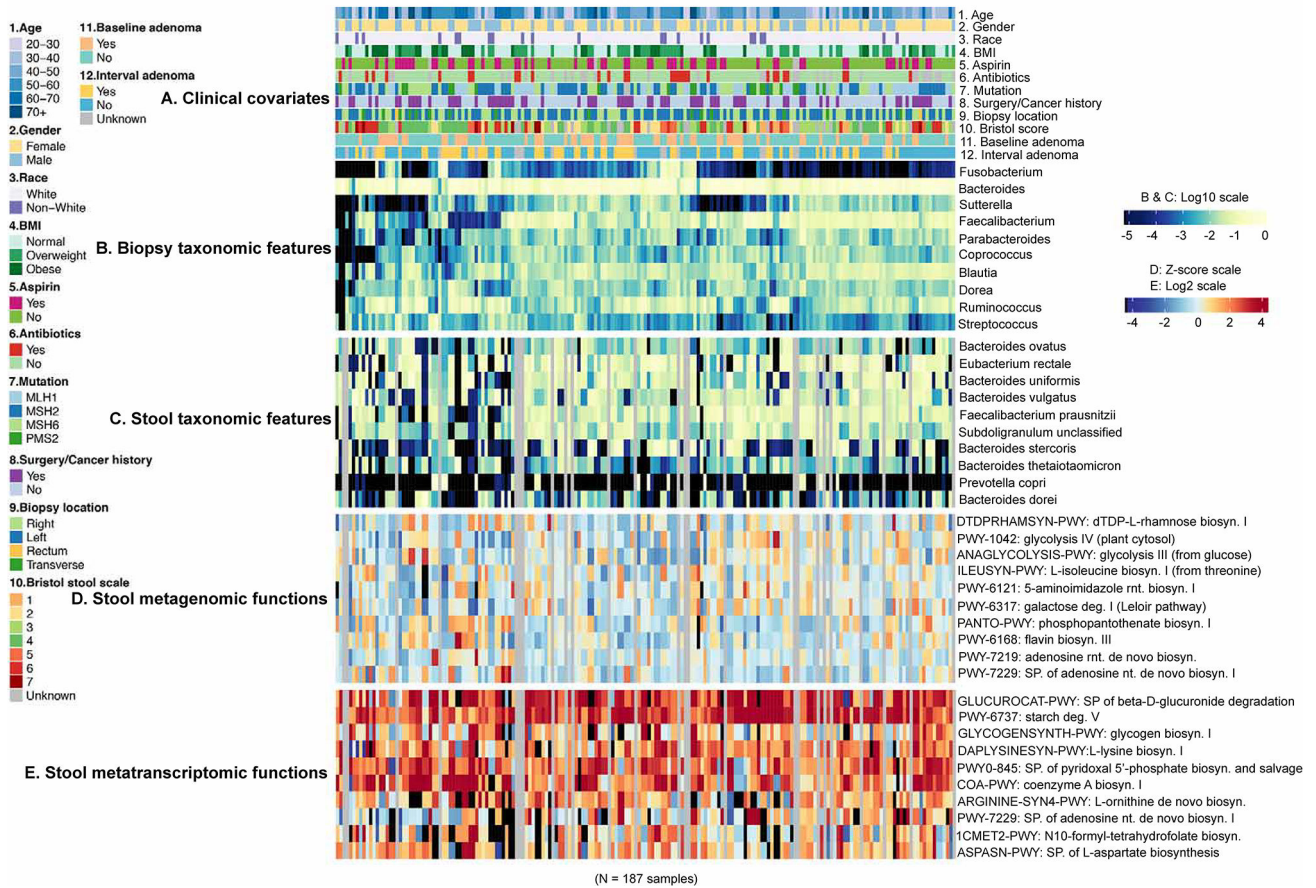 1.Age
20-30
30-40
40-50
50-60
60-70
70+
2.Gender
Female
Male
3.Race
White
Non-White
4.BMI
Normal
Overweight
Obese
5.Aspirin
Yes
No
6.Antibiotics
Yes
No
7.Mutation
MLH1
MSH2
MSH6
PMS2
8.Surgery/Cancer history
Yes
No
9.Biopsy location
Right
Left
Rectum
Transverse
10.Bristol stool scale
1
2
3
4
5
6
7
Unknown
11.Baseline adenoma
Yes
No
12.Interval adenoma
Yes
No
Unknown
A. Clinical covariates
1. Age
2. Gender
3. Race
4. BMI
5. Aspirin
6. Antibiotics
7. Mutation
8. Surgery/Cancer history
9. Biopsy location
10. Bristol score
11. Baseline adenoma
12. Interval adenoma
B. Biopsy taxonomic features
Fusobacterium
Bacteroides
Sutterella
Faecalibacterium
Parabacteroides
Coprococcus
Blautia
Dorea
Ruminococcus
Streptococcus
C. Stool taxonomic features
Bacteroides ovatus
Eubacterium rectale
Bacteroides uniformis
Bacteroides vulgatus
Faecalibacterium prausnitzii
Subdoligranulum unclassified
Bacteroides stercoris
Bacteroides thetaiotaomicron
Prevotella copri
Bacteroides dorei
D. Stool metagenomic functions
DTDPRHAMSYN-PWY: dTDP-L-rhamnose biosyn. I
PWY-1042: glycolysis IV (plant cytosol)
ANAGLYCOLYSIS-PWY: glycolysis III (from glucose)
ILEUSYN-PWY: L-isoleucine biosyn. I (from threonine)
PWY-6121: 5-aminoimidazole rnt. biosyn. I
PWY-6317: galactose deg. I (Leloir pathway)
PANTO-PWY: phosphopantothenate biosyn. I
PWY-6168: flavin biosyn. III
PWY-7219: adenosine rnt. de novo biosyn.
PWY-7229: SP. of adenosine nt. de novo biosyn. I
E. Stool metatranscriptomic functions
GLUCUROCAT-PWY: SP of beta-D-glucuronide degradation
PWY-6737: starch deg. V
GLYCOGENSYNTH-PWY: glycogen biosyn. I
DAPLYSINESYN-PWY:L-lysine biosyn. I
PWY0-845: SP. of pyridoxal 5'-phosphate biosyn. and salvage
COA-PWY: coenzyme A biosyn. I
ARGININE-SYN4-PWY: L-ornithine de novo biosyn.
PWY-7229: SP. of adenosine nt. de novo biosyn. I
1CMET2-PWY: N10-formyl-tetrahydrofolate biosyn.
ASPASN-PWY: SP. of L-aspartate biosynthesis
B & C: Log10 scale
-5 -4 -3 -2 -1 0
D: Z-score scale
E: Log2 scale
-4 -2 0 2 4
(N = 187 samples)